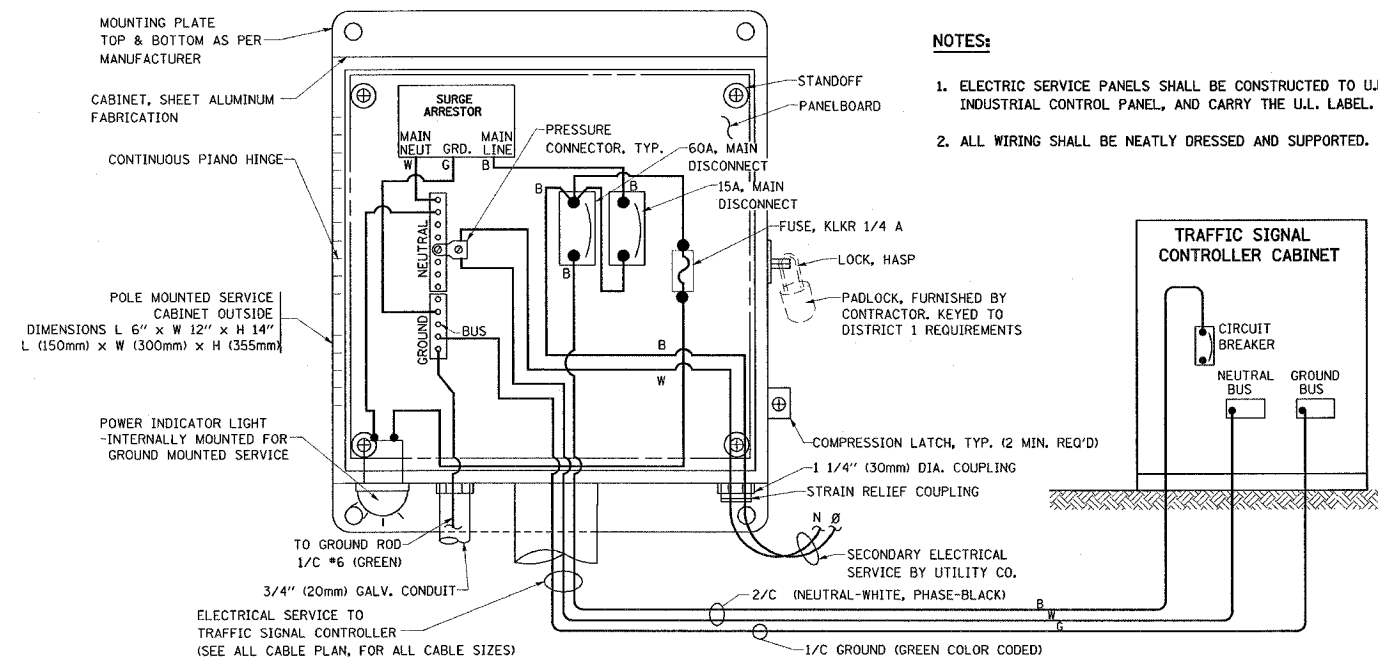 MOUNTING PLATE
TOP & BOTTOM AS PER
MANUFACTURER
CABINET, SHEET ALUMINUM
FABRICATION
CONTINUOUS PIANO HINGE
POLE MOUNTED SERVICE
CABINET OUTSIDE
DIMENSIONS L 6" x W 12" x H 14"
L (150mm) x W (300mm) x H (355mm)
POWER INDICATOR LIGHT
-INTERNALLY MOUNTED FOR
GROUND MOUNTED SERVICE
SURGE
ARRESTOR
MAIN
NEUT
GRD.
MAIN
LINE
W
G
B
PRESSURE
CONNECTOR, TYP.
NEUTRAL
GROUND
BUS
B
B
B
B
W
STANDOFF
PANELBOARD
60A, MAIN
DISCONNECT
15A, MAIN
DISCONNECT
FUSE, KLKR 1/4 A
LOCK, HASP
PADLOCK, FURNISHED BY
CONTRACTOR. KEYED TO
DISTRICT 1 REQUIREMENTS
COMPRESSION LATCH, TYP. (2 MIN. REQ'D)
1 1/4" (30mm) DIA. COUPLING
STRAIN RELIEF COUPLING
N Ø
SECONDARY ELECTRICAL
SERVICE BY UTILITY CO.
TO GROUND ROD
1/C #6 (GREEN)
3/4" (20mm) GALV. CONDUIT
ELECTRICAL SERVICE TO
TRAFFIC SIGNAL CONTROLLER
(SEE ALL CABLE PLAN, FOR ALL CABLE SIZES)
2/C (NEUTRAL-WHITE, PHASE-BLACK)
B
W
G
1/C GROUND (GREEN COLOR CODED)
NOTES:
1. ELECTRIC SERVICE PANELS SHALL BE CONSTRUCTED TO U.L
INDUSTRIAL CONTROL PANEL, AND CARRY THE U.L. LABEL.
2. ALL WIRING SHALL BE NEATLY DRESSED AND SUPPORTED.
TRAFFIC SIGNAL
CONTROLLER CABINET
CIRCUIT
BREAKER
NEUTRAL
BUS
GROUND
BUS